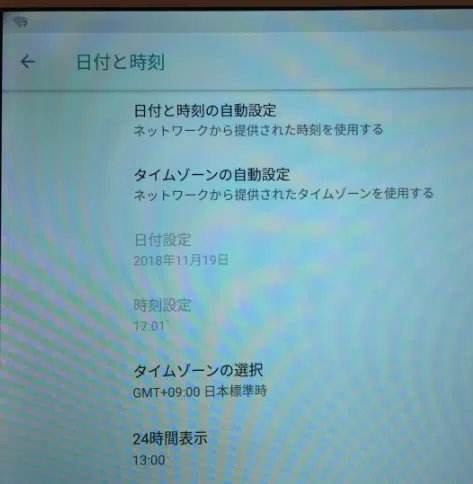 日付と時刻
日付と時刻の自動設定
ネットワークから提供された時刻を使用する
タイムゾーンの自動設定
ネットワークから提供されたタイムゾーンを使用する
日付設定
2018年11月19日
時刻設定
17:01
タイムゾーンの選択
GMT+09:00 日本標準時
24時間表示
13:00